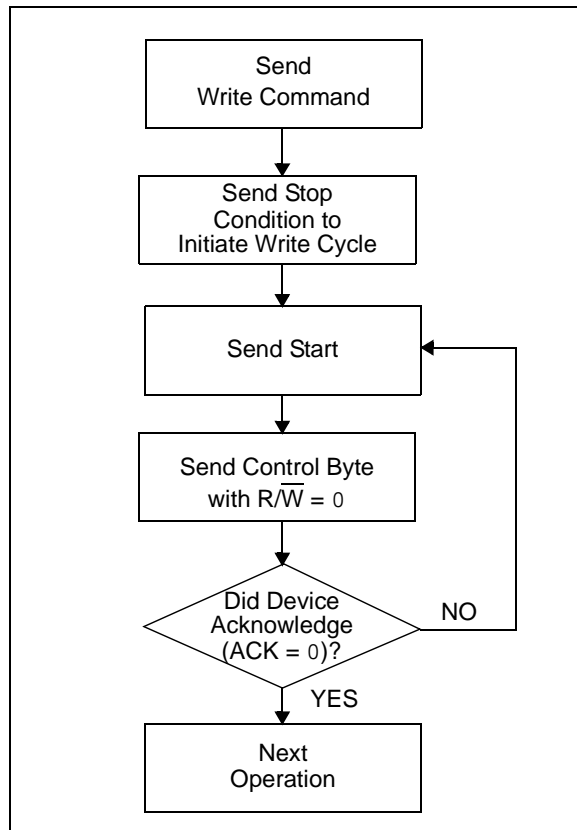 Send
Write Command
Send Stop
Condition to
Initiate Write Cycle
Send Start
Send Control Byte
with R/W̅ = 0
Did Device
Acknowledge
(ACK = 0)?
NO
YES
Next
Operation